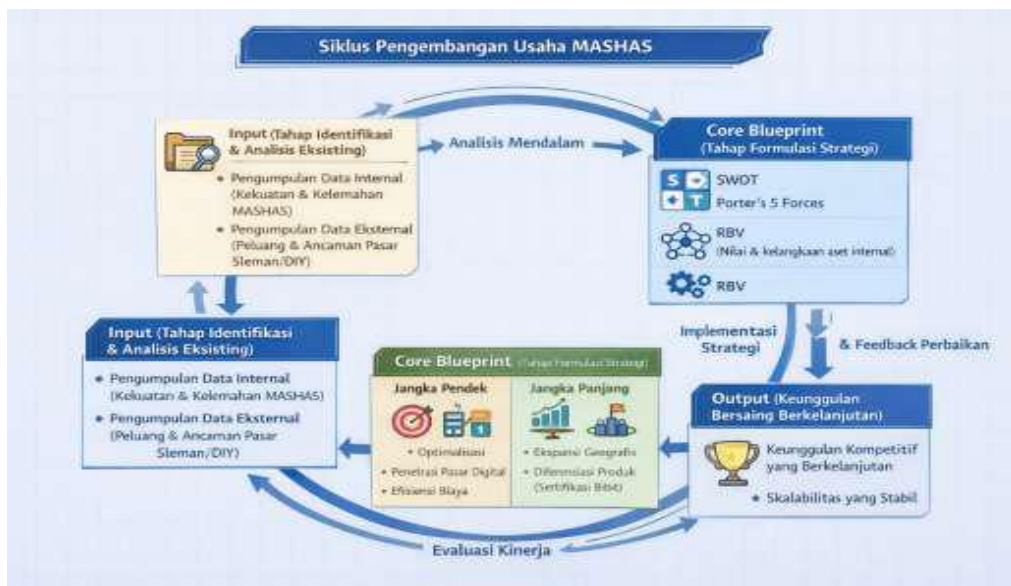 Siklus Pengembangan Usaha MASHAS
Input (Tahap Identifikasi
& Analisis Eksisting)
• Pengumpulan Data Internal
(Kekuatan & Kelemahan
MASHAS)
• Pengumpulan Data Eksternal
(Peluang & Ancaman Pasar
Sleman/DIY)
Analisis Mendalam
Core Blueprint
(Tahap Formulasi Strategi)
S
T
SWOT
Porter's 5 Forces
RBV
(Nilai & kelangkaan aset internal)
RBV
Implementasi
Strategi
& Feedback Perbaikan
Input (Tahap Identifikasi
& Analisis Eksisting)
• Pengumpulan Data Internal
(Kekuatan & Kelemahan MASHAS)
• Pengumpulan Data Eksternal
(Peluang & Ancaman Pasar
Sleman/DIY)
Core Blueprint (Tahap Formulasi Strategi)
Jangka Pendek
1
• Optimalisasi
• Penetrasi Pasar Digital
• Efisiensi Biaya
Jangka Panjang
• Ekspansi Geografis
• Diferensiasi Produk
(Sertifikasi Bibit)
Output (Keunggulan
Bersaing Berkelanjutan)
Keunggulan Kompetitif
yang Berkelanjutan
• Skalabilitas yang Stabil
Evaluasi Kinerja